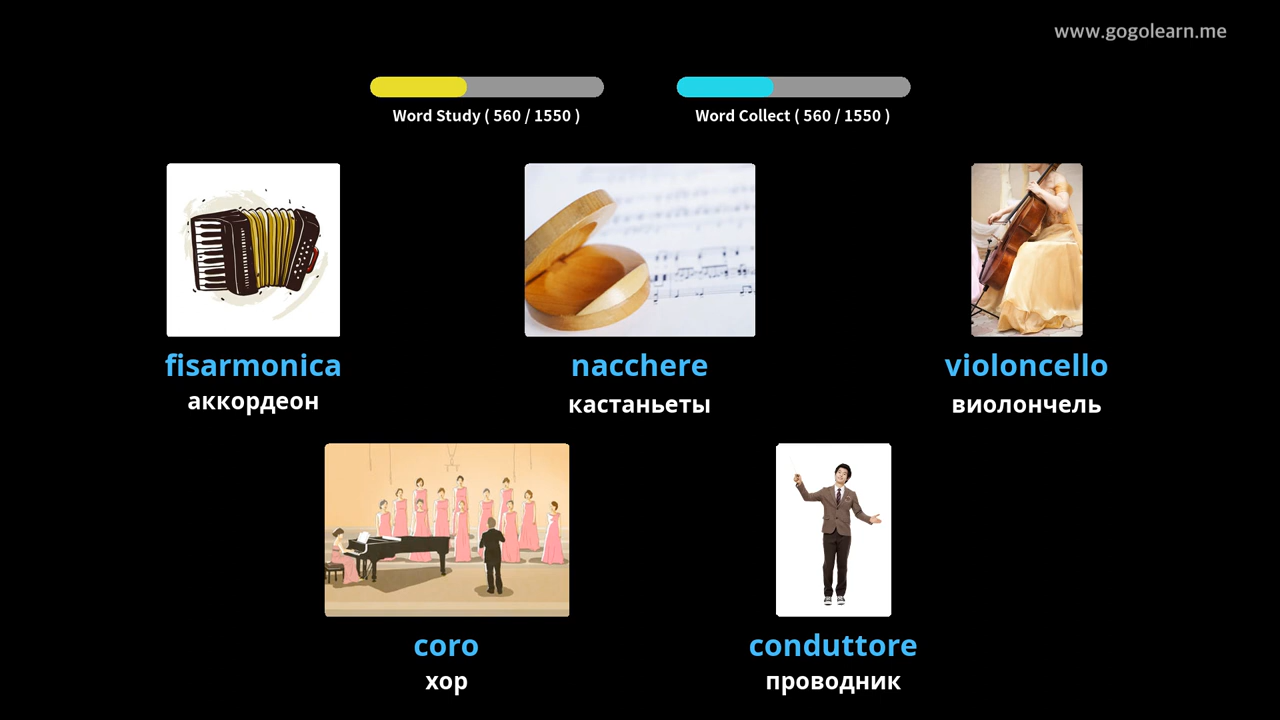 www.gogolearn.me
Word Study ( 560 / 1550 )
Word Collect ( 560 / 1550 )
fisarmonica
аккордеон
nacchere
кастаньеты
violoncello
виолончель
coro
хор
conduttore
проводник